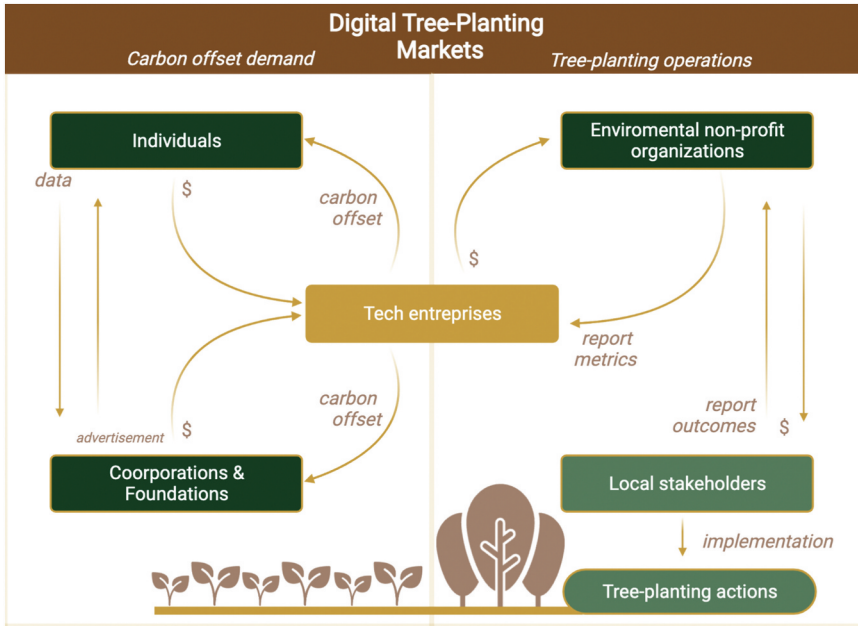 Digital Tree-Planting
Markets
Carbon offset demand
Tree-planting operations
Individuals
Enviromental non-profit
organizations
data
$
carbon
offset
$
Tech entreprises
report
metrics
carbon
offset
advertisement
$
report
outcomes
$
Coorporations &
Foundations
Local stakeholders
implementation
Tree-planting actions